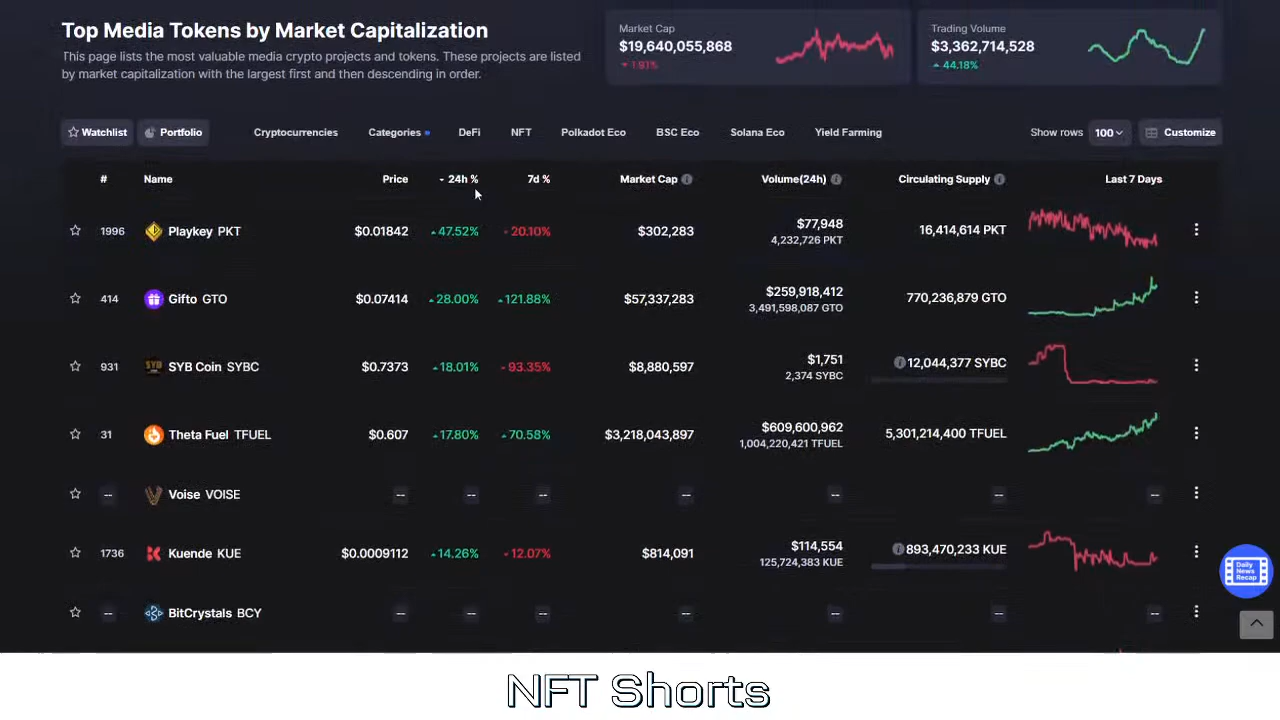 Top Media Tokens by Market Capitalization
This page lists the most valuable media crypto projects and tokens. These projects are listed
by market capitalization with the largest first and then descending in order.
Market Cap
$19,640,055,868
1.91%
Trading Volume
$3,362,714,528
44.18%
Watchlist Portfolio Cryptocurrencies Categories DeFi NFT Polkadot Eco BSC Eco Solana Eco Yield Farming Show rows 100 Customize
# Name Price 24h % 7d % Market Cap Volume(24h) Circulating Supply Last 7 Days
1996 Playkey PKT $0.01842 47.52% 20.10% $302,283 $77,948 16,414,614 PKT
4,232,726 PKT
414 Gifto GTO $0.07414 28.00% 121.88% $57,337,283 $259,918,412 770,236,879 GTO
3,491,598,087 GTO
931 SYB Coin SYBC $0.7373 18.01% 93.35% $8,880,597 $1,751 12,044,377 SYBC
2,374 SYBC
31 Theta Fuel TFUEL $0.607 17.80% 70.58% $3,218,043,897 $609,600,962 5,301,214,400 TFUEL
1,004,220,421 TFUEL
-- Voise VOISE -- -- -- -- -- -- --
1736 Kuende KUE $0.0009112 14.26% 12.07% $814,091 $114,554 893,470,233 KUE
125,724,383 KUE
-- BitCrystals BCY -- -- -- -- -- -- --
Daily
News
Recap
NFT Shorts